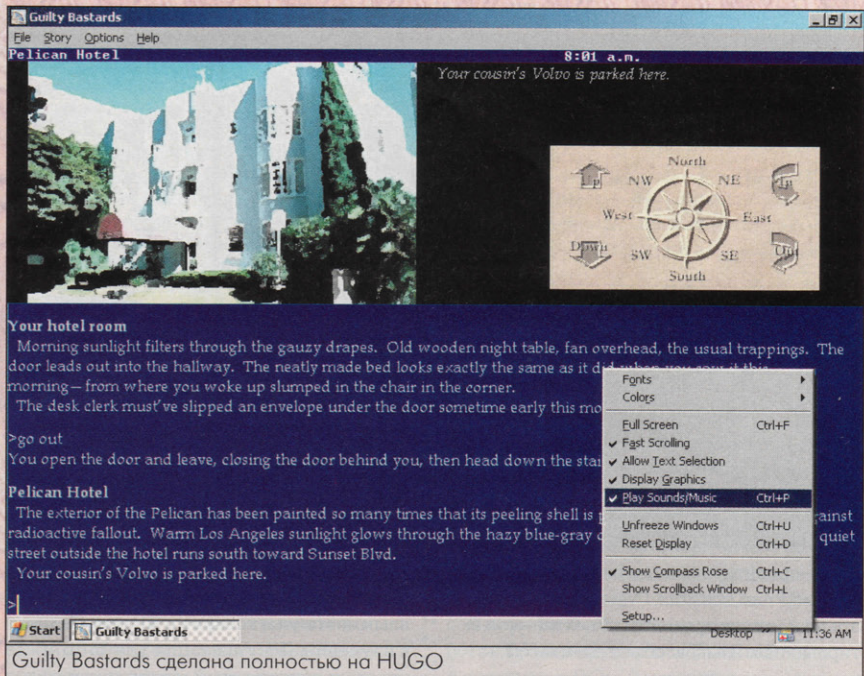 Guilty Bastards
File Story Options Help
Pelican Hotel 8:01 a.m.
Your cousin's Volvo is parked here.
North
Up NW NE In
West East
Down SW SE Out
South
Your hotel room
Morning sunlight filters through the gauzy drapes. Old wooden night table, fan overhead, the usual trappings. The
door leads out into the hallway. The neatly made bed looks exactly the same as it did when you saw it this
morning—from where you woke up slumped in the chair in the corner.
The desk clerk must've slipped an envelope under the door sometime early this mo
>go out
You open the door and leave, closing the door behind you, then head down the stai
Pelican Hotel
The exterior of the Pelican has been painted so many times that its peeling shell is ainst
radioactive fallout. Warm Los Angeles sunlight glows through the hazy blue-gray quiet
street outside the hotel runs south toward Sunset Blvd.
Your cousin's Volvo is parked here.
>
Fonts
Colors
Full Screen Ctrl+F
Fast Scrolling
Allow Text Selection
Display Graphics
Play Sounds/Music Ctrl+P
Unfreeze Windows Ctrl+U
Reset Display Ctrl+D
Show Compass Rose Ctrl+C
Show Scrollback Window Ctrl+L
Setup...
Start Guilty Bastards Desktop » 11:36 AM
Guilty Bastards сделана полностью на HUGO